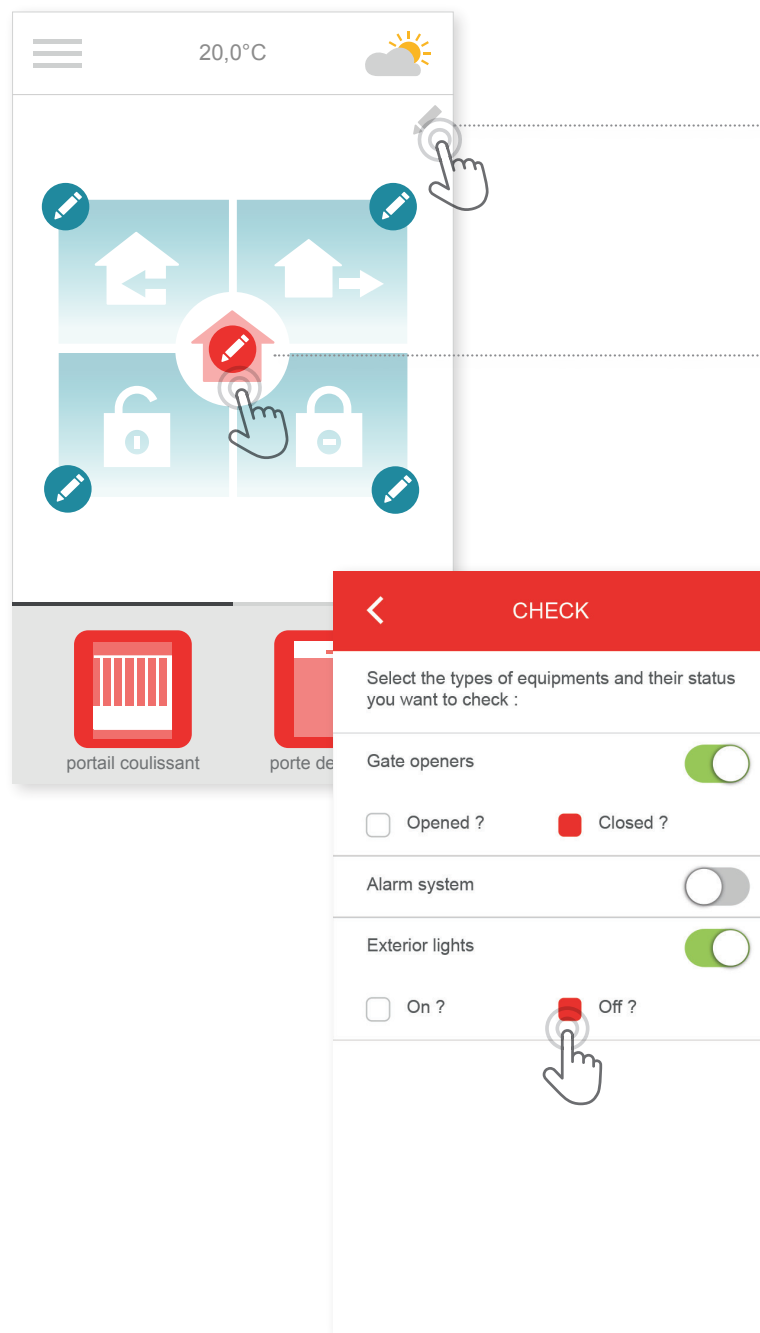 20,0°C
portail coulissant
porte de
CHECK
Select the types of equipments and their status
you want to check :
Gate openers
Opened ?
Closed ?
Alarm system
Exterior lights
On ?
Off ?